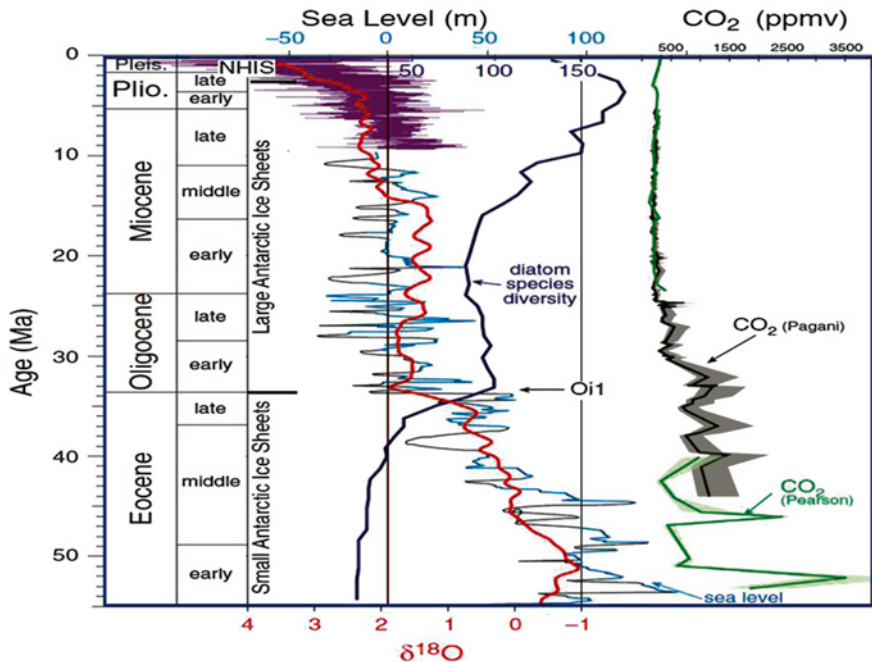 Sea Level (m)
CO2 (ppmv)
−50 0 50 100
500 1500 2500 3500
0
10
20
30
40
50
Age (Ma)
Pleis.
Plio.
late
early
Miocene
late
middle
early
Oligocene
late
early
Eocene
late
middle
early
NHIS
Large Antarctic Ice Sheets
Small Antarctic Ice Sheets
50 100 150
diatom
species
diversity
Oi1
CO2 (Pagani)
CO2
(Pearson)
sea level
4 3 2 1 0 −1
δ18O